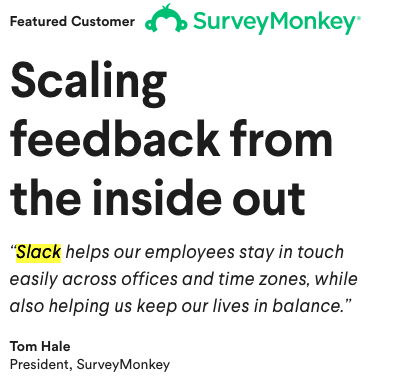 Featured Customer SurveyMonkey®
Scaling
feedback from
the inside out
“Slack helps our employees stay in touch
easily across offices and time zones, while
also helping us keep our lives in balance.”
Tom Hale
President, SurveyMonkey